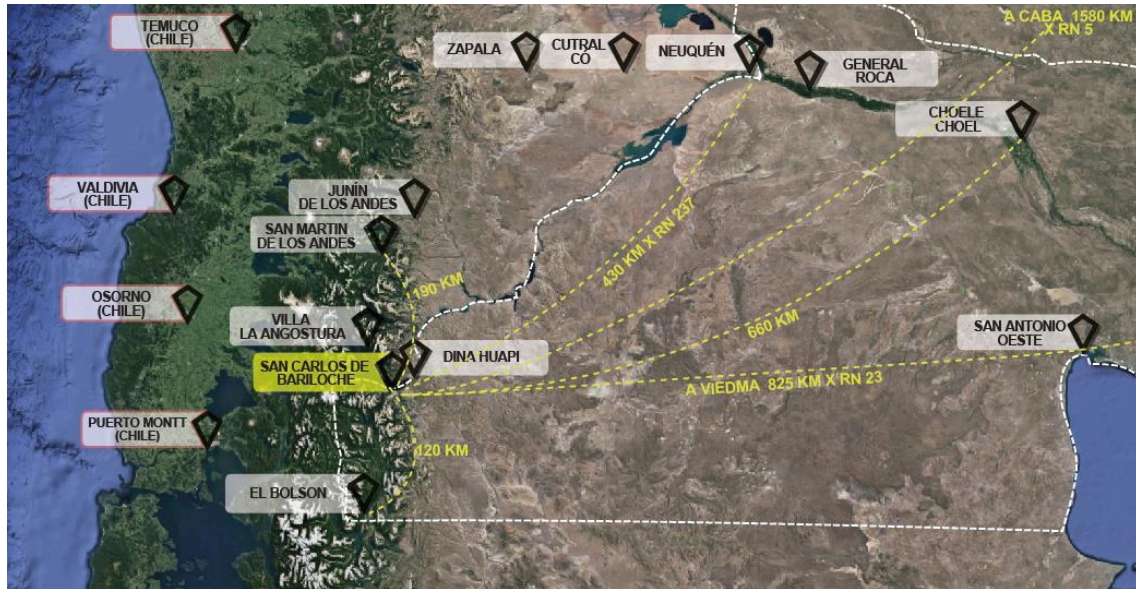 TEMUCO
(CHILE)
ZAPALA
CUTRAL
CO
NEUQUÉN
GENERAL
ROCA
A CABA 1580 KM
X RN 5
CHOELE
CHOEL
VALDIVIA
(CHILE)
JUNÍN
DE LOS ANDES
SAN MARTIN
DE LOS ANDES
430 KM X RN 237
190 KM
OSORNO
(CHILE)
VILLA
LA ANGOSTURA
660 KM
SAN ANTONIO
OESTE
SAN CARLOS DE
BARILOCHE
DINA HUAPI
A VIEDMA 825 KM X RN 23
PUERTO MONTT
(CHILE)
120 KM
EL BOLSON